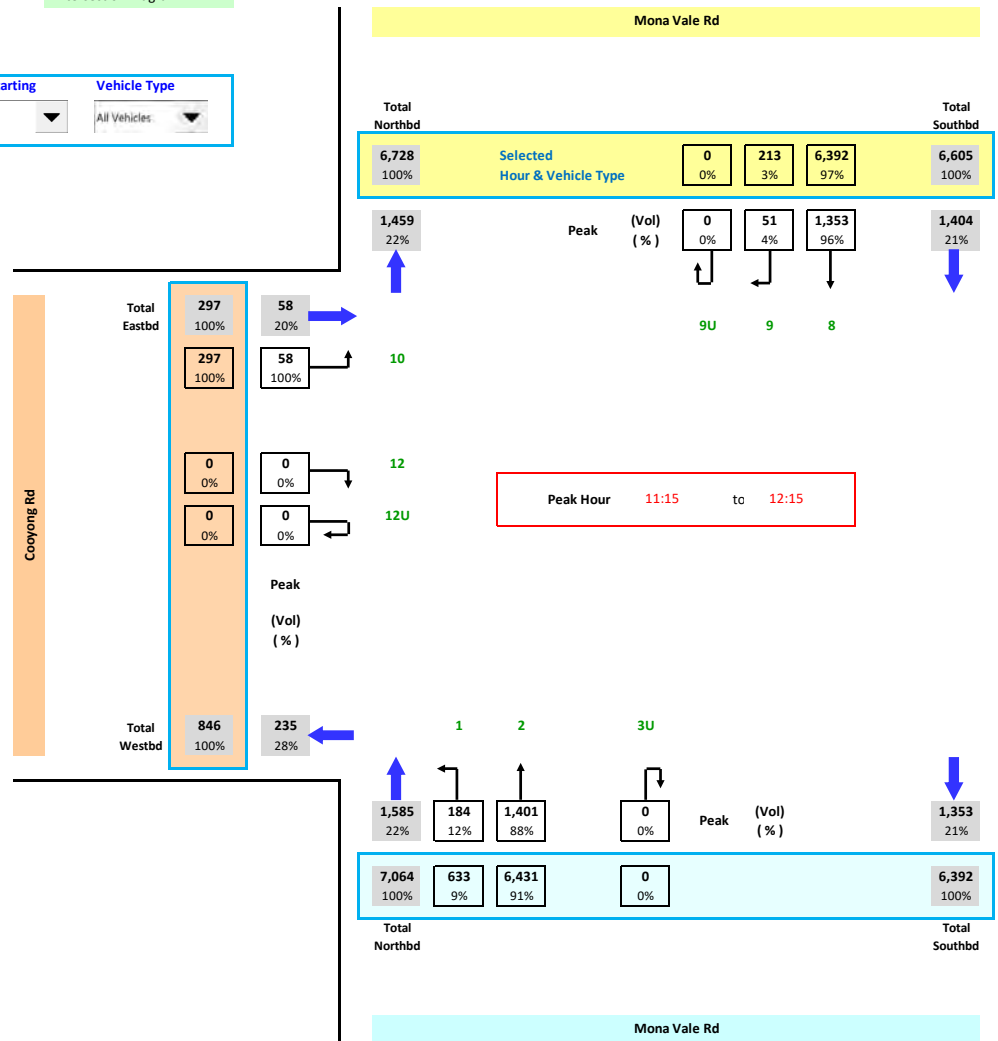 Mona Vale Rd
arting Vehicle Type
All Vehicles
Total Total
Northbd Southbd
6,728 Selected 0 213 6,392 6,605
100% Hour & Vehicle Type 0% 3% 97% 100%
1,459 Peak (Vol) 0 51 1,353 1,404
22% ( % ) 0% 4% 96% 21%
Total 297 58
Eastbd 100% 20% 9U 9 8
297 58 10
100% 100%
0 0 12
0% 0%
Peak Hour 11:15 to 12:15
0 0 12U
0% 0%
Cooyong Rd
Peak
(Vol)
( % )
Total 846 235 1 2 3U
Westbd 100% 28%
1,585 184 1,401 0 Peak (Vol) 1,353
22% 12% 88% 0% ( % ) 21%
7,064 633 6,431 0 6,392
100% 9% 91% 0% 100%
Total Total
Northbd Southbd
Mona Vale Rd